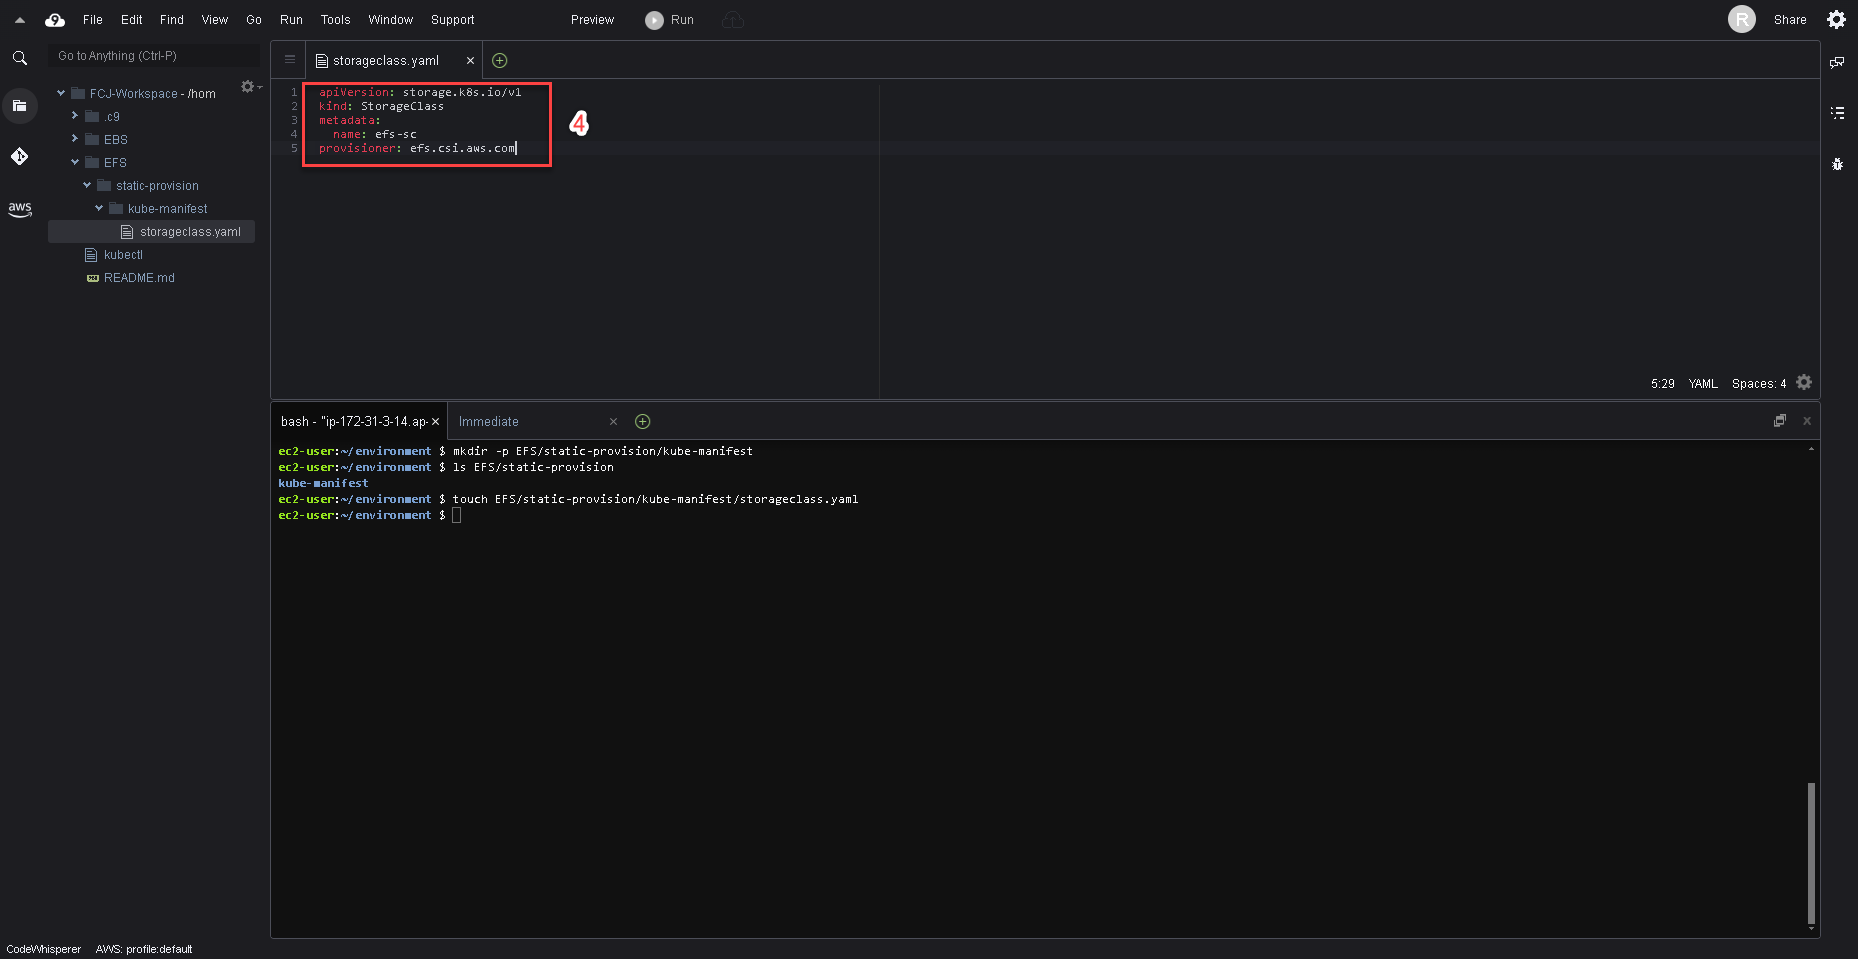 File Edit Find View Go Run Tools Window Support Preview Run R Share
Go to Anything (Ctrl-P)
FCJ-Workspace - /hom
.c9
EBS
EFS
static-provision
kube-manifest
storageclass.yaml
kubectl
README.md
aws
storageclass.yaml
1 apiVersion: storage.k8s.io/v1
2 kind: StorageClass
3 metadata:
4 name: efs-sc
5 provisioner: efs.csi.aws.com
4
5:29 YAML Spaces: 4
bash - "ip-172-31-3-14.ap- Immediate
ec2-user:~/environment $ mkdir -p EFS/static-provision/kube-manifest
ec2-user:~/environment $ ls EFS/static-provision
kube-manifest
ec2-user:~/environment $ touch EFS/static-provision/kube-manifest/storageclass.yaml
ec2-user:~/environment $
CodeWhisperer AWS: profile:default